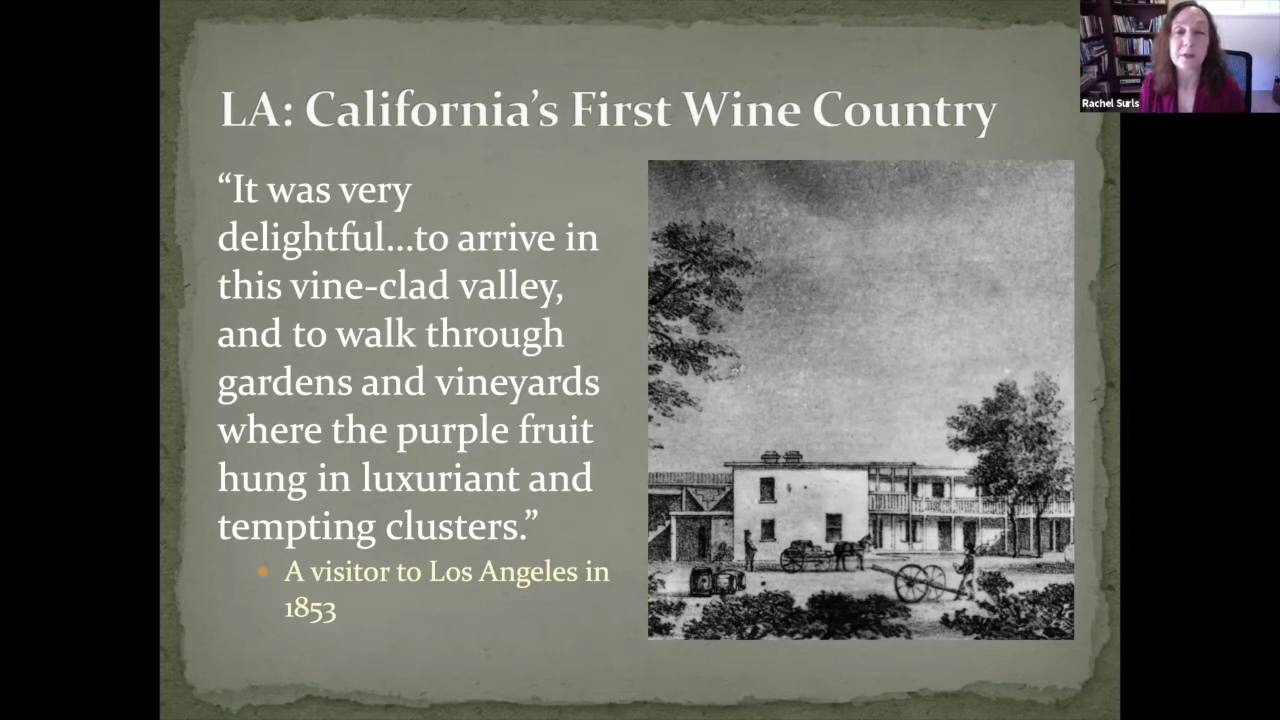 LA: California’s First Wine Country
“It was very
delightful...to arrive in
this vine-clad valley,
and to walk through
gardens and vineyards
where the purple fruit
hung in luxuriant and
tempting clusters.”
• A visitor to Los Angeles in
1853
Rachel Surls